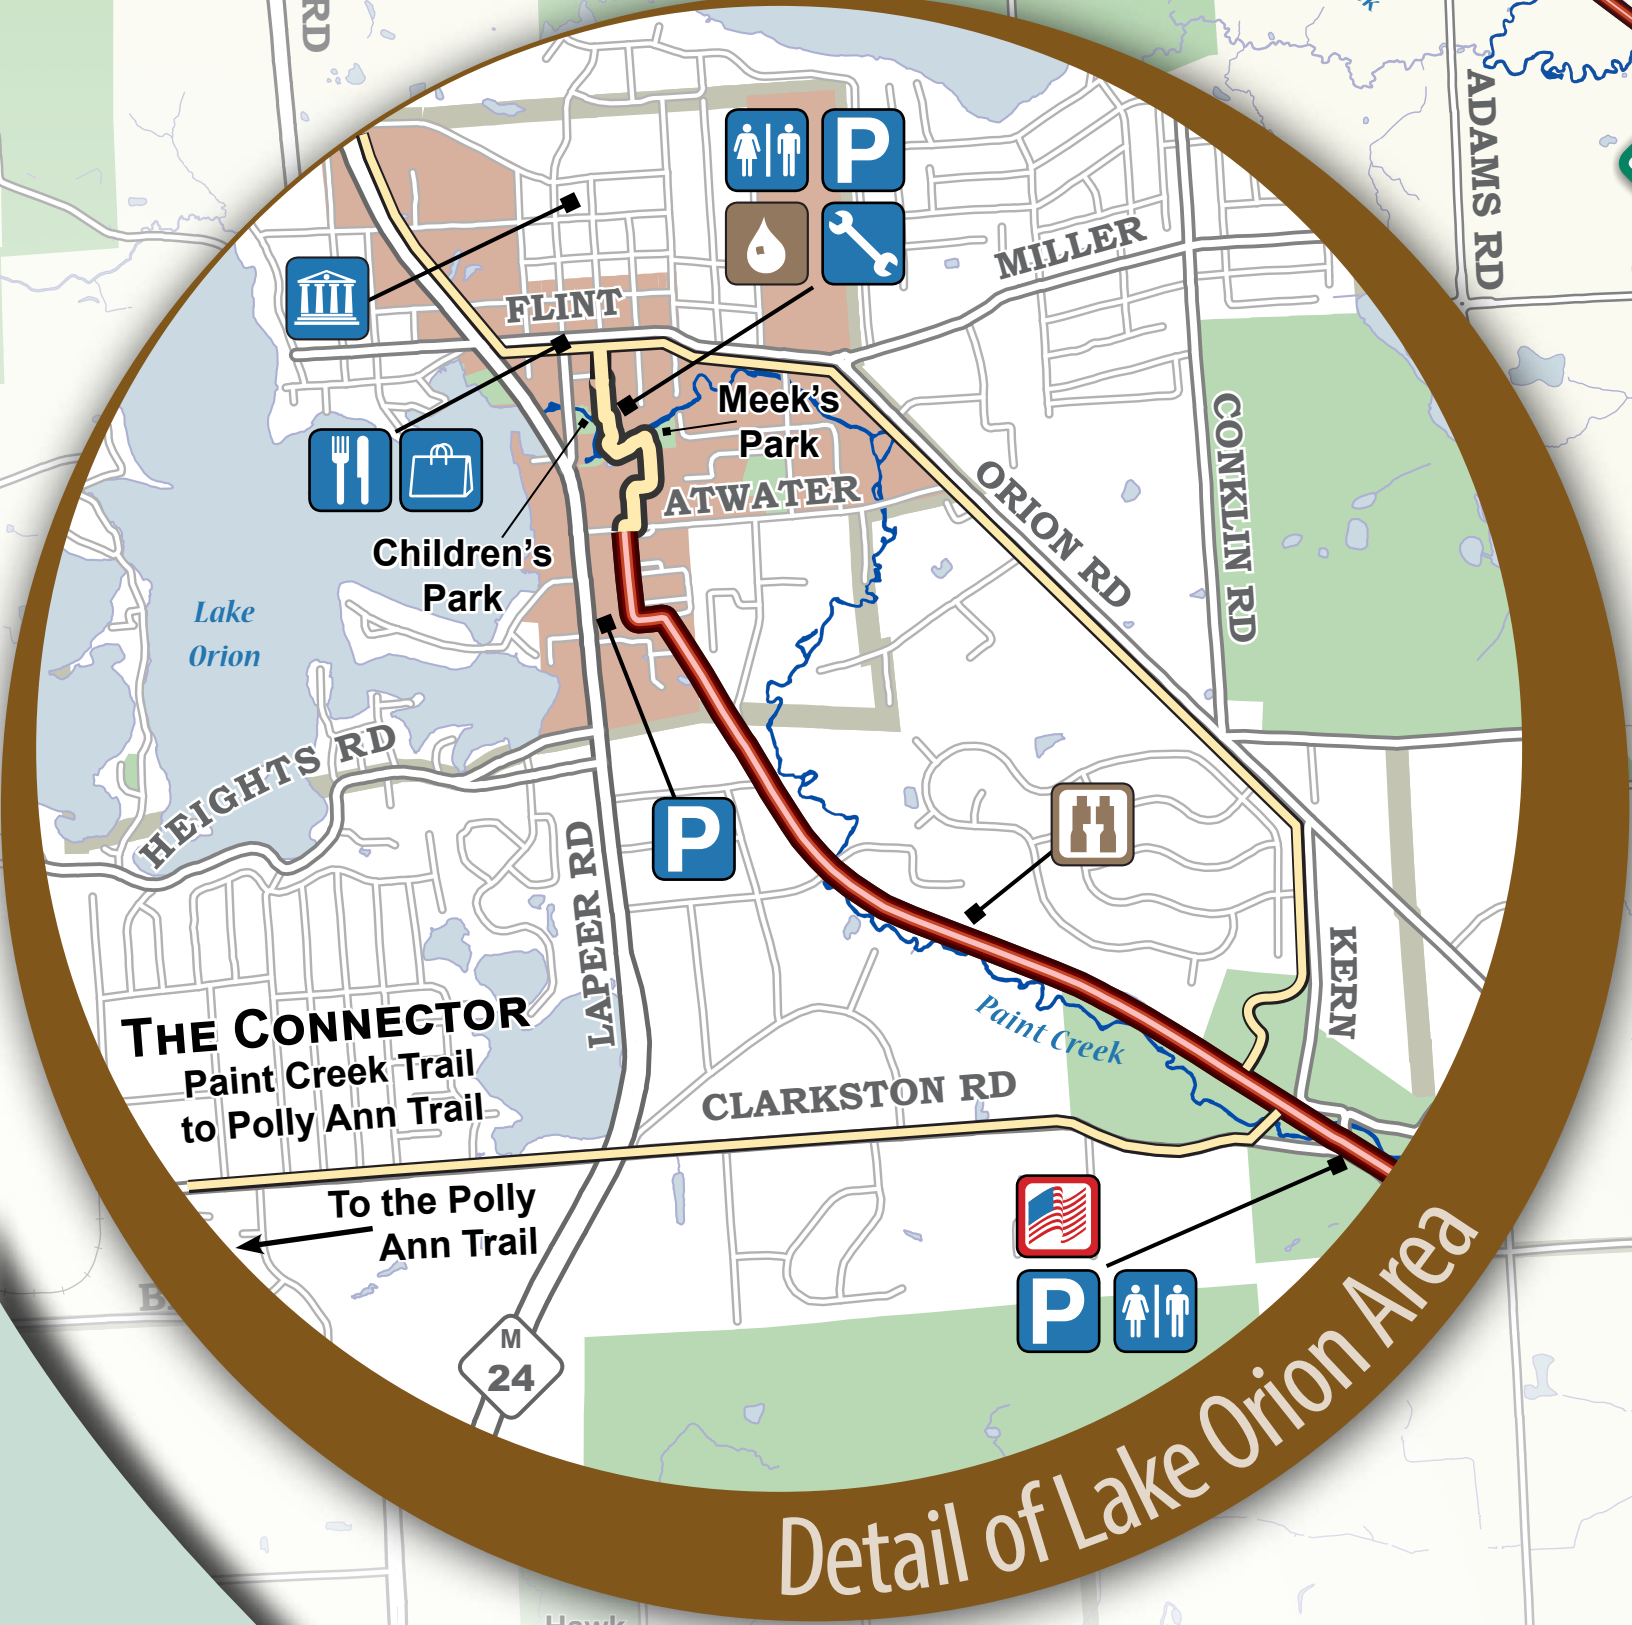 RD
ADAMS RD
P
MILLER
FLINT
Meek's
Park
ATWATER
CONKLIN RD
ORION RD
Children's
Park
Lake
Orion
HEIGHTS RD
P
LAPEER RD
KERN
THE CONNECTOR
Paint Creek Trail
to Polly Ann Trail
Paint Creek
CLARKSTON RD
To the Polly
Ann Trail
P
M
24
Detail of Lake Orion Area